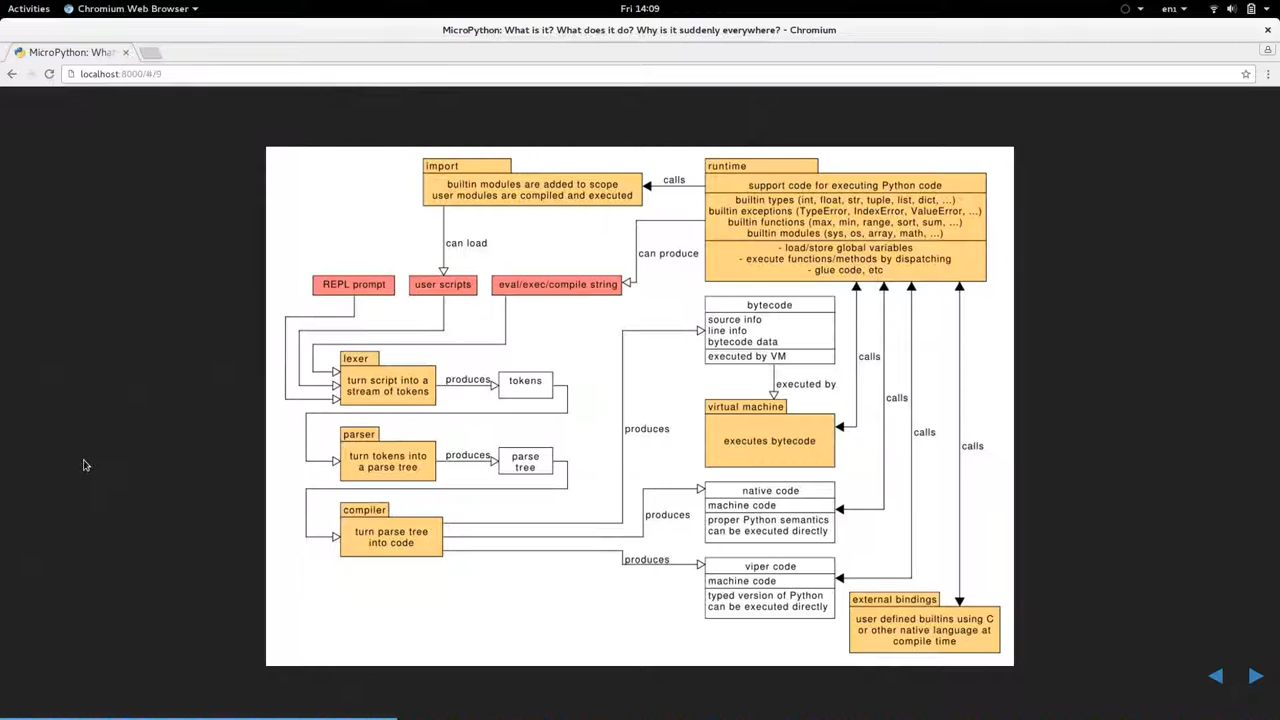 Activities
Chromium Web Browser
Fri 14:09
en1
MicroPython: What is it? What does it do? Why is it suddenly everywhere? - Chromium
MicroPython: What
localhost:8000/#/9
import
builtin modules are added to scope
user modules are compiled and executed
calls
runtime
support code for executing Python code
builtin types (int, float, str, tuple, list, dict, ...)
builtin exceptions (TypeError, IndexError, ValueError, ...)
builtin functions (max, min, range, sort, sum, ...)
builtin modules (sys, os, array, math, ...)
- load/store global variables
- execute functions/methods by dispatching
- glue code, etc
can load
can produce
REPL prompt
user scripts
eval/exec/compile string
lexer
turn script into a
stream of tokens
produces
tokens
parser
turn tokens into
a parse tree
produces
parse
tree
compiler
turn parse tree
into code
produces
produces
produces
bytecode
source info
line info
bytecode data
executed by VM
executed by
virtual machine
executes bytecode
native code
machine code
proper Python semantics
can be executed directly
viper code
machine code
typed version of Python
can be executed directly
calls
calls
calls
calls
external bindings
user defined builtins using C
or other native language at
compile time